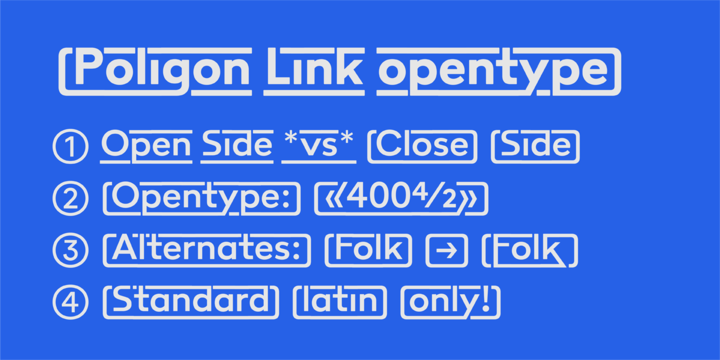 Poligon Link opentype
① Open Side *vs* Close Side
② Opentype: «4004/2»
③ Alternates: Folk → Folk
④ Standard latin only!